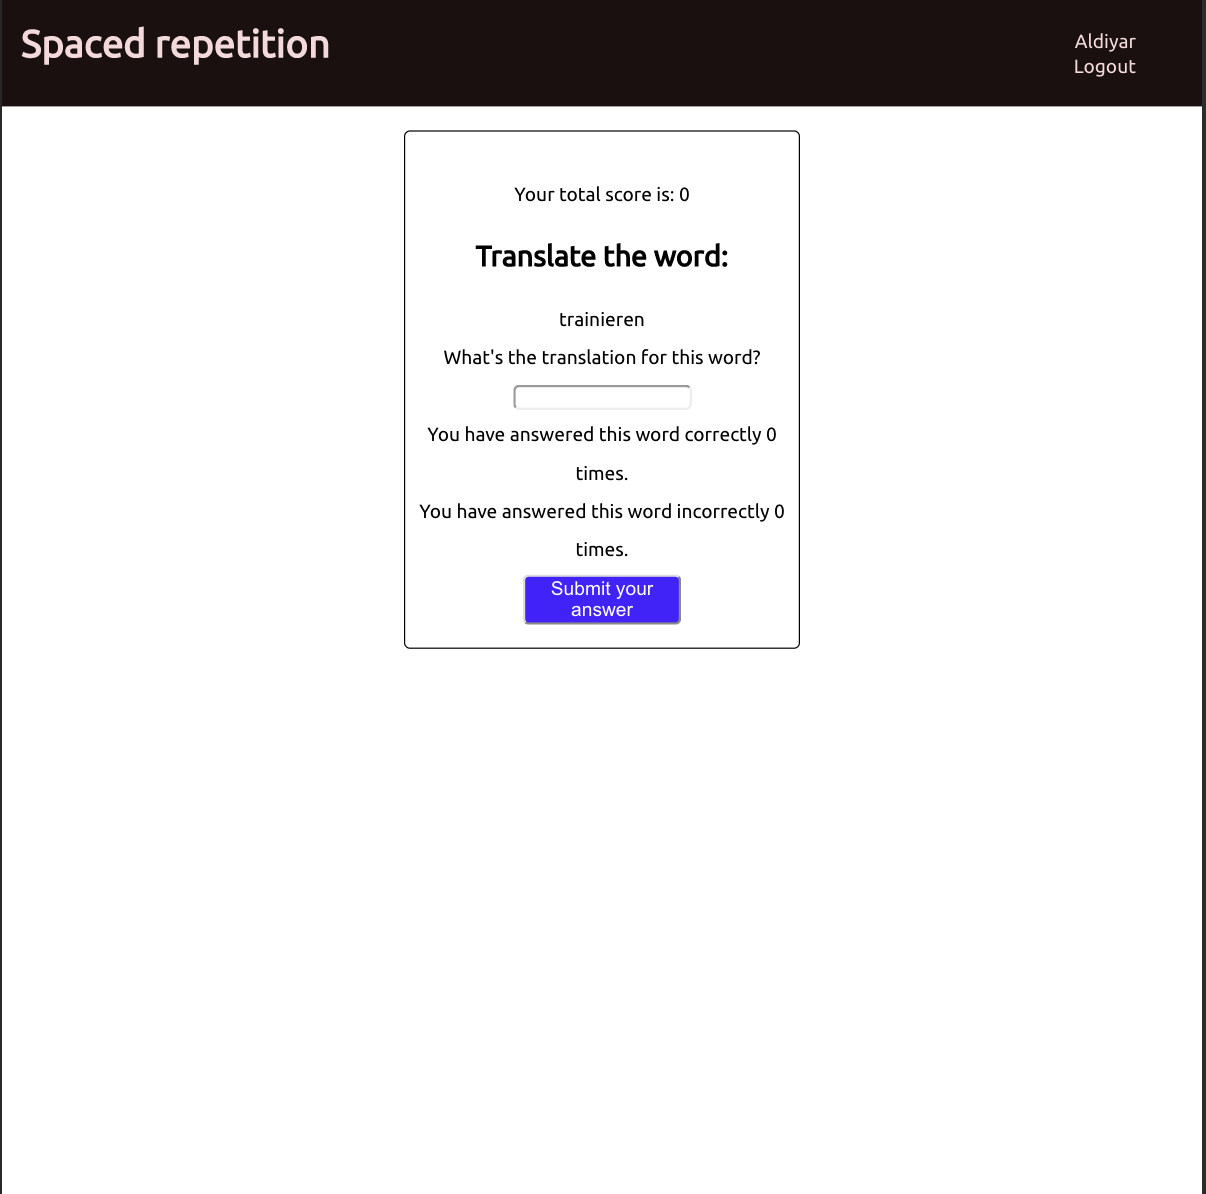 Spaced repetition
Aldiyar
Logout
Your total score is: 0
Translate the word:
trainieren
What's the translation for this word?
You have answered this word correctly 0
times.
You have answered this word incorrectly 0
times.
Submit your
answer